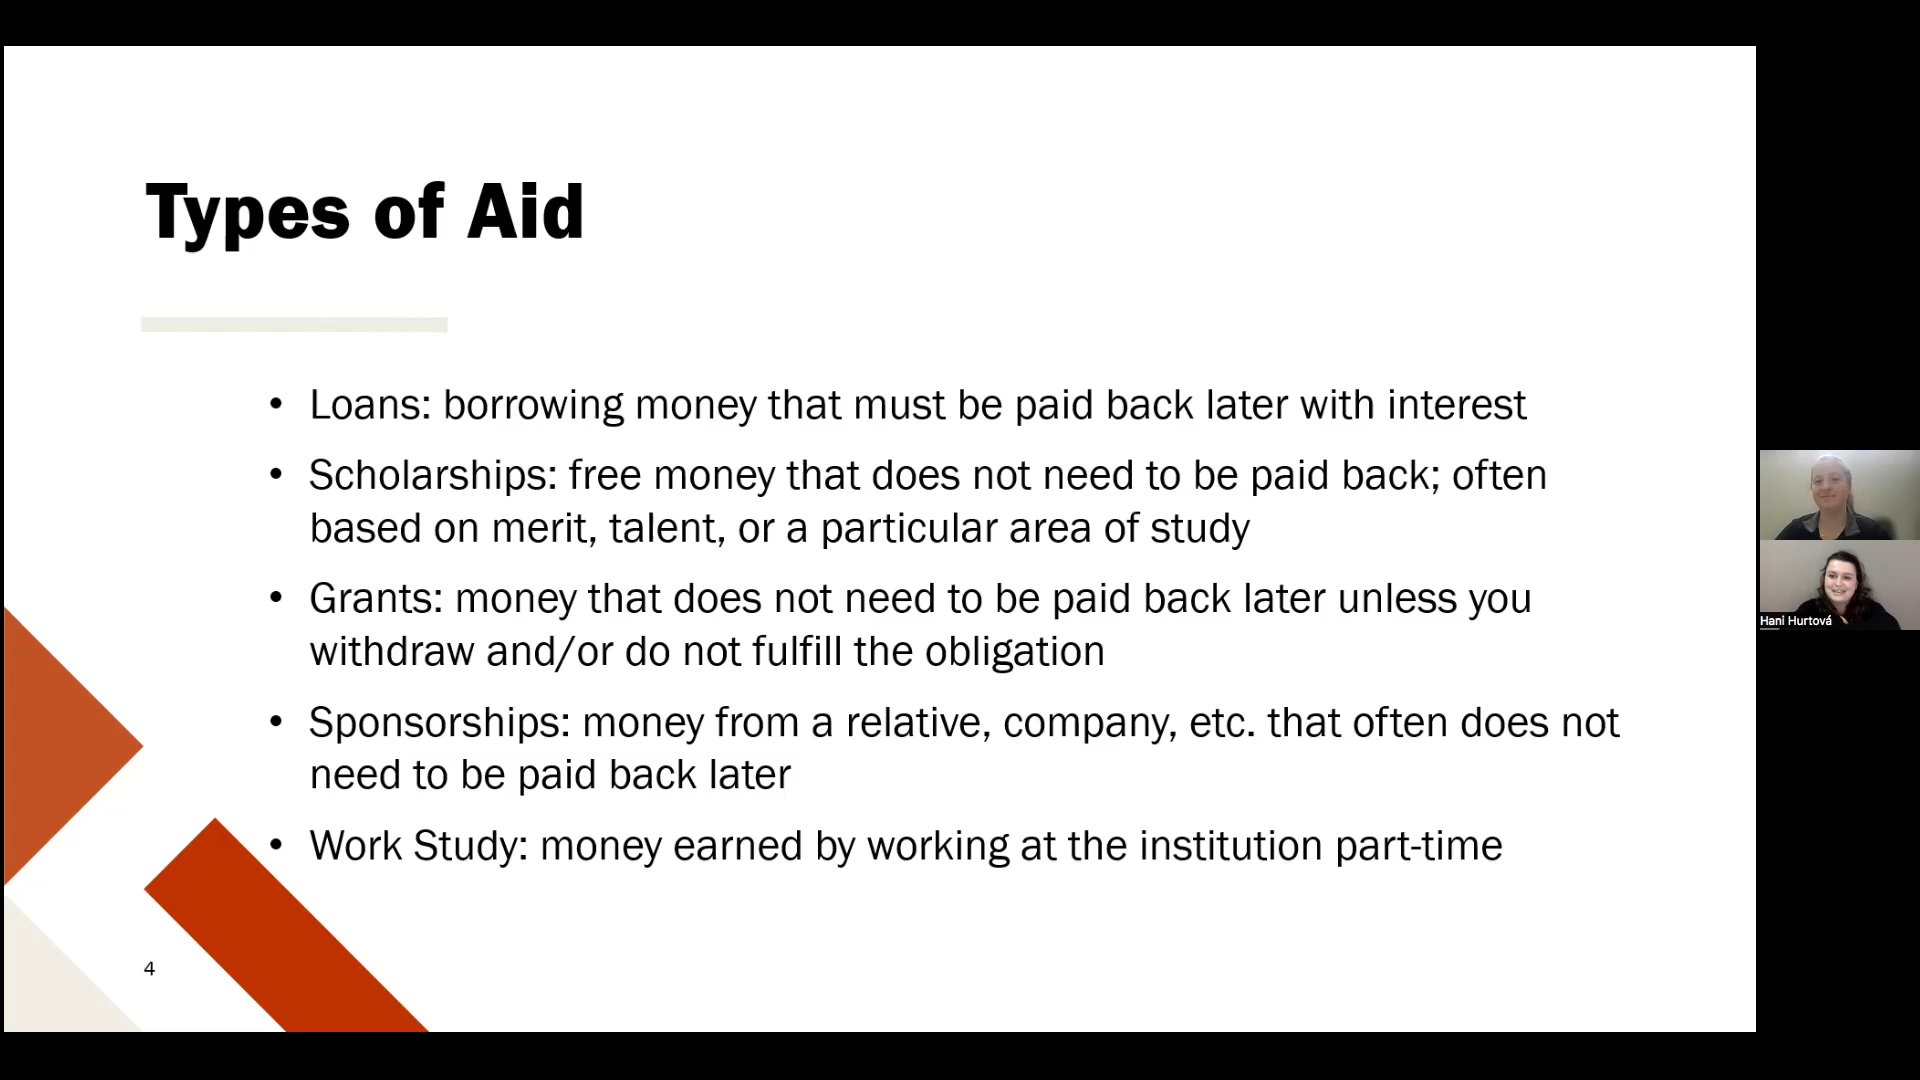 Types of Aid
• Loans: borrowing money that must be paid back later with interest
• Scholarships: free money that does not need to be paid back; often
based on merit, talent, or a particular area of study
• Grants: money that does not need to be paid back later unless you
withdraw and/or do not fulfill the obligation
• Sponsorships: money from a relative, company, etc. that often does not
need to be paid back later
• Work Study: money earned by working at the institution part-time
4
Hani Hurtová